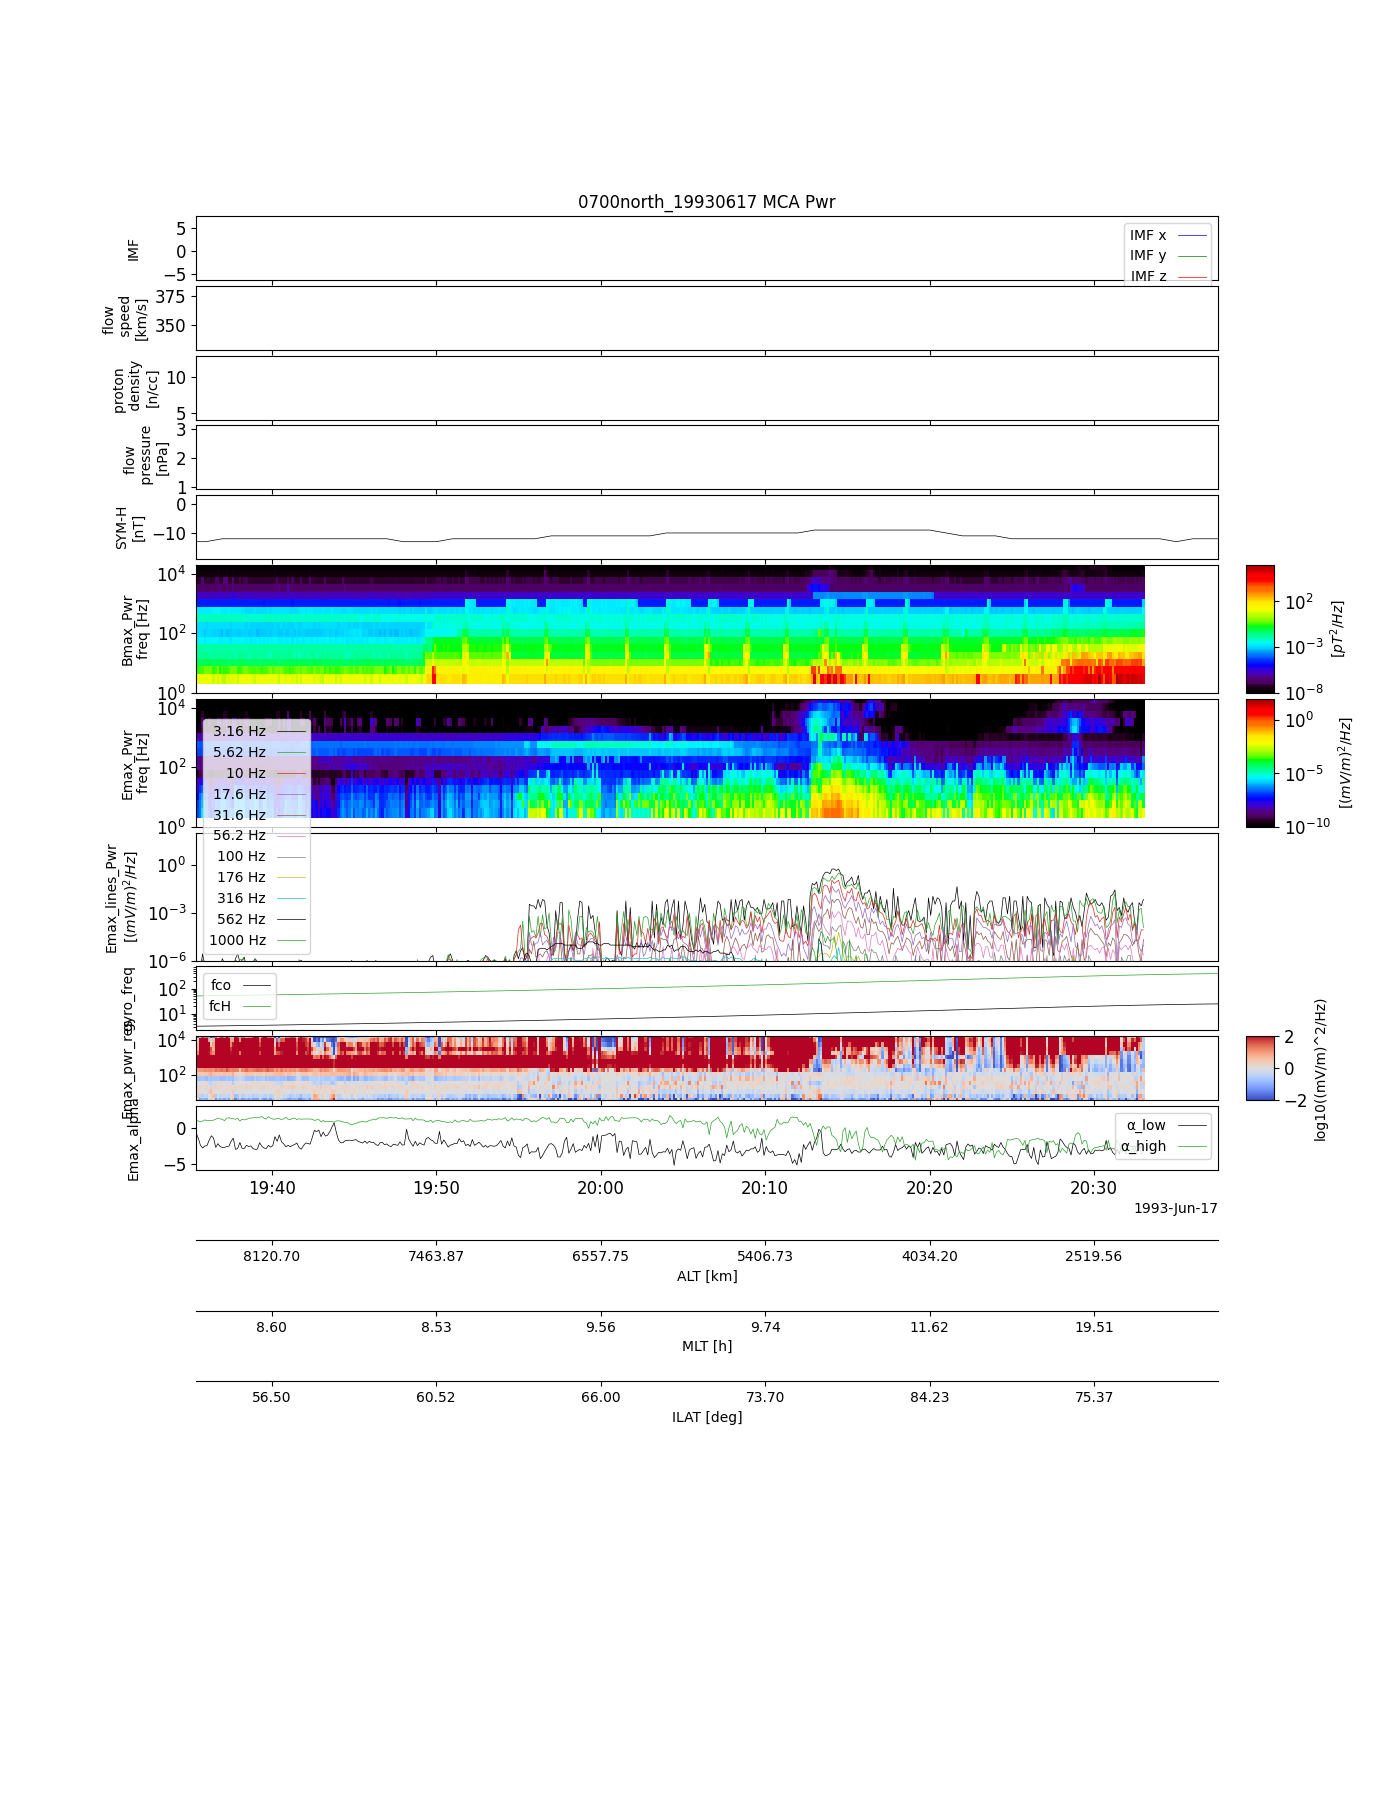 0700north_19930617 MCA Pwr
IMF
5
0
−5
IMF x
IMF y
IMF z
flow
speed
[km/s]
375
350
proton
density
[n/cc]
10
5
flow
pressure
[nPa]
3
2
1
SYM-H
[nT]
0
−10
Bmax_Pwr
freq [Hz]
10^4
10^2
10^0
10^2
10^−3
10^−8
[pT^2/Hz]
Emax_Pwr
freq [Hz]
10^4
10^2
10^0
10^0
10^−5
10^−10
[(mV/m)^2/Hz]
3.16 Hz
5.62 Hz
10 Hz
17.6 Hz
31.6 Hz
56.2 Hz
100 Hz
176 Hz
316 Hz
562 Hz
1000 Hz
Emax_lines_Pwr
[(mV/m)^2/Hz]
10^0
10^−3
10^−6
gyro_freq
10^2
10^1
fco
fcH
Emax_pwr_reg
10^4
10^2
2
0
−2
log10((mV/m)^2/Hz)
Emax_alpha
0
−5
α_low
α_high
19:40 19:50 20:00 20:10 20:20 20:30
1993-Jun-17
8120.70 7463.87 6557.75 5406.73 4034.20 2519.56
ALT [km]
8.60 8.53 9.56 9.74 11.62 19.51
MLT [h]
56.50 60.52 66.00 73.70 84.23 75.37
ILAT [deg]